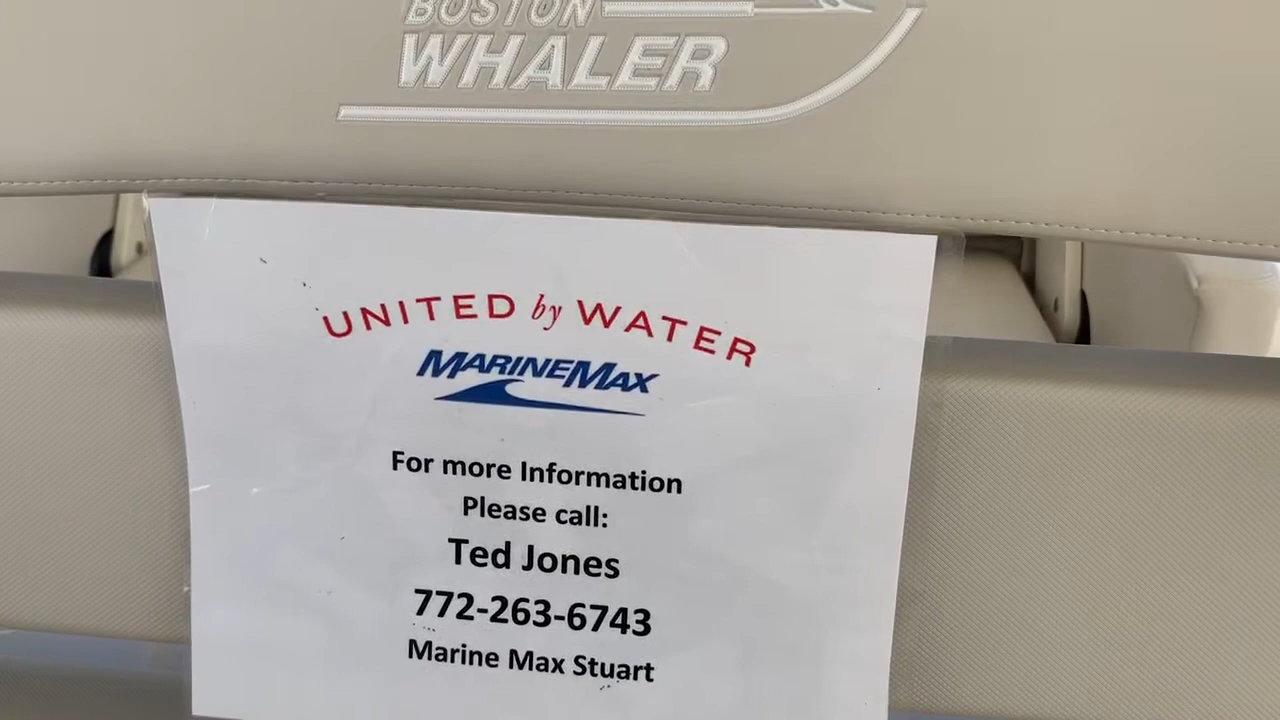 BOSTON
WHALER
UNITED by WATER
MARINEMAX
For more Information
Please call:
Ted Jones
772-263-6743
Marine Max Stuart